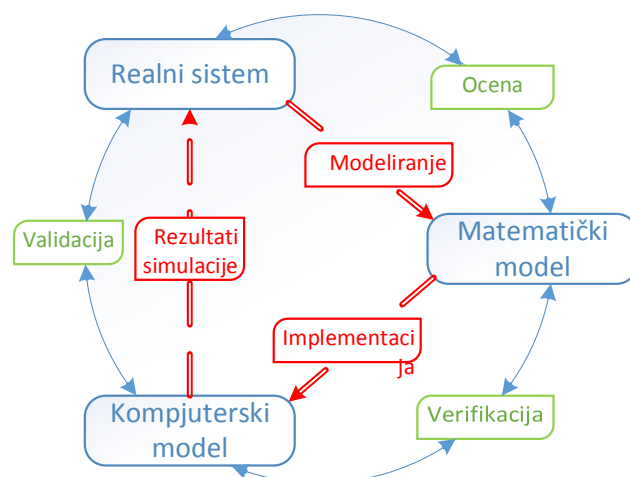 Realni sistem
Ocena
Modeliranje
Validacija
Rezultati
simulacije
Matematički
model
Implementaci
ja
Kompjuterski
model
Verifikacija